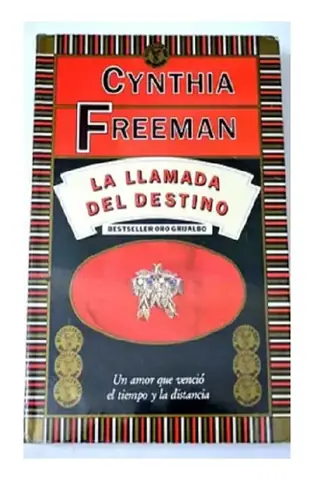 CYNTHIA
FREEMAN
LA LLAMADA
DEL DESTINO
BESTSELLER ORO GRIJALBO
Un amor que venció
el tiempo y la distancia